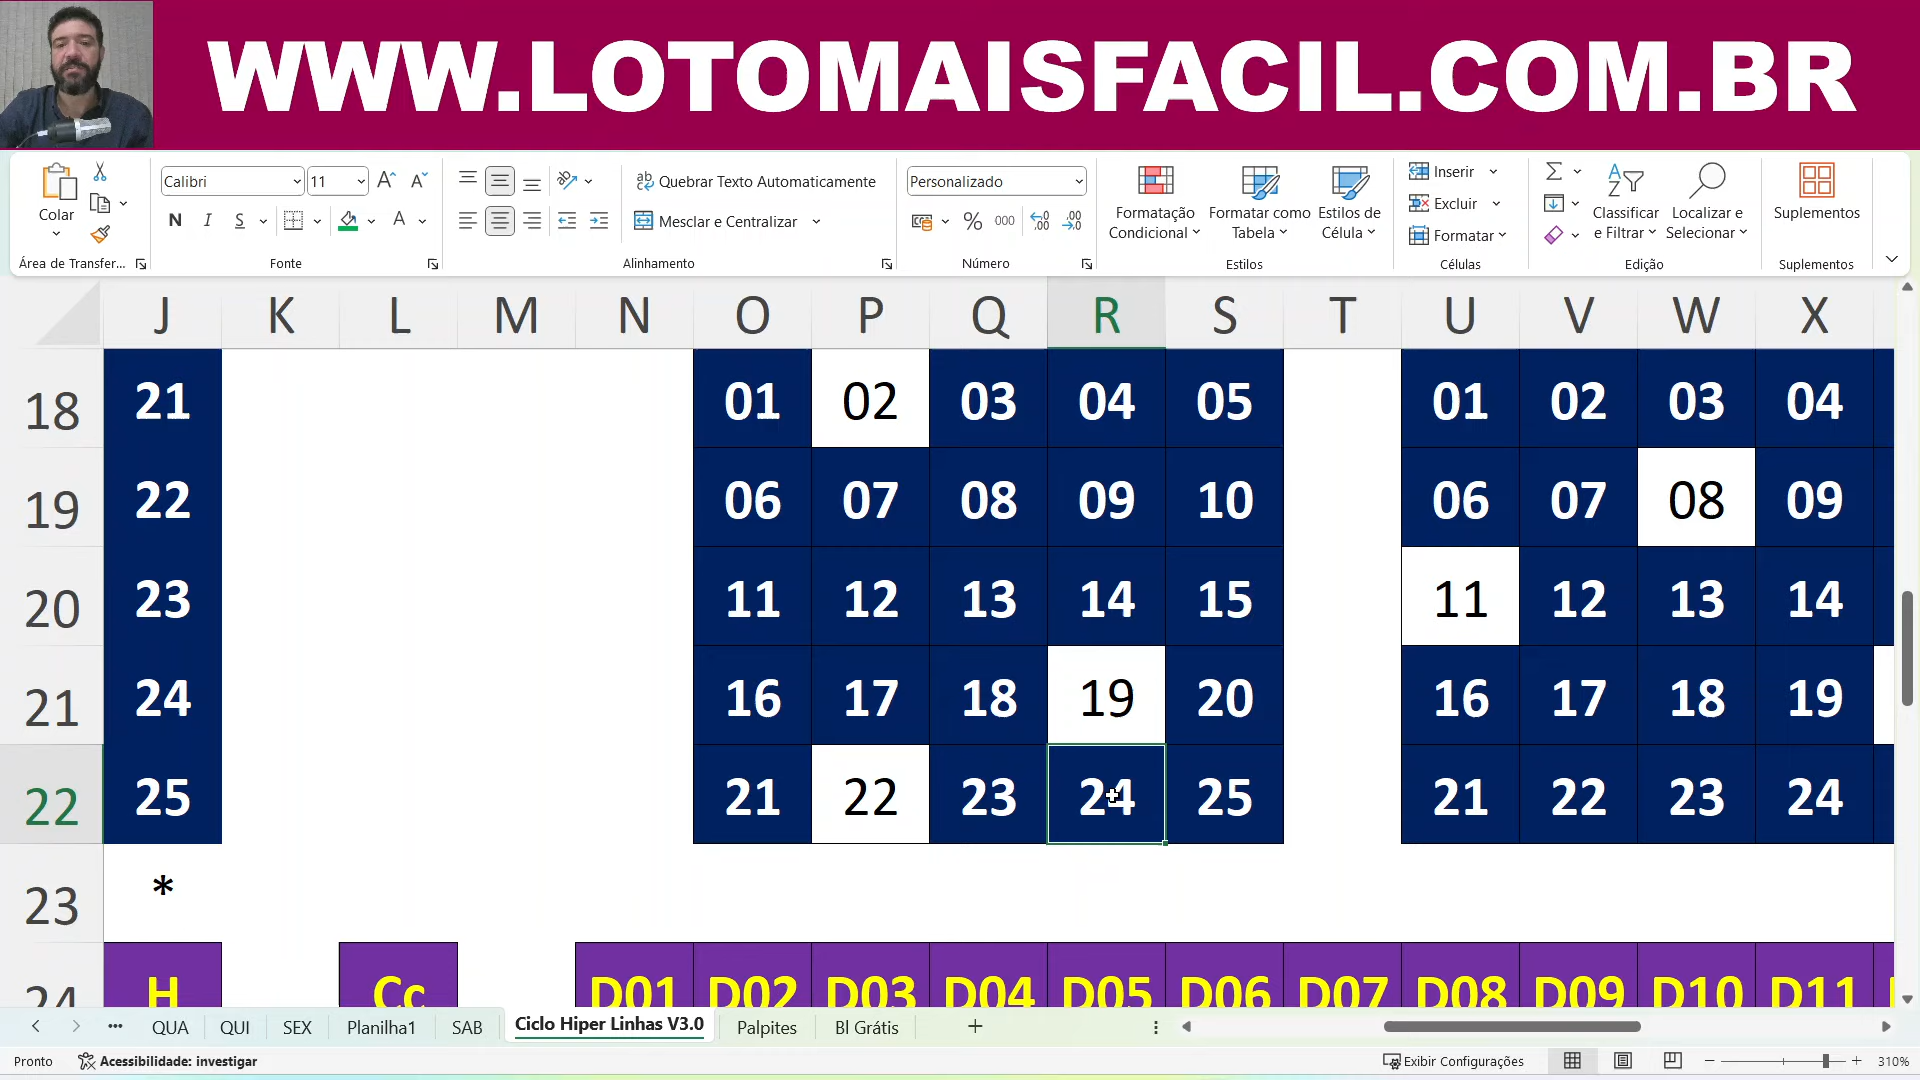 WWW.LOTOMAISFACIL.COM.BR
Colar
Área de Transfer...
Calibri 11
N I S
Fonte
Quebrar Texto Automaticamente
Mesclar e Centralizar
Alinhamento
Personalizado
% 000
Número
Formatação Condicional
Formatar como Tabela
Estilos de Célula
Estilos
Inserir
Excluir
Formatar
Células
Classificar e Filtrar
Localizar e Selecionar
Edição
Suplementos
Suplementos
J K L M N O P Q R S T U V W X
18 21 01 02 03 04 05 01 02 03 04
19 22 06 07 08 09 10 06 07 08 09
20 23 11 12 13 14 15 11 12 13 14
21 24 16 17 18 19 20 16 17 18 19
22 25 21 22 23 24 25 21 22 23 24
23 *
24 H Cc D01 D02 D03 D04 D05 D06 D07 D08 D09 D10 D11
QUA QUI SEX Planilha1 SAB Ciclo Hiper Linhas V3.0 Palpites Bl Grátis
Pronto Acessibilidade: investigar Exibir Configurações 310%